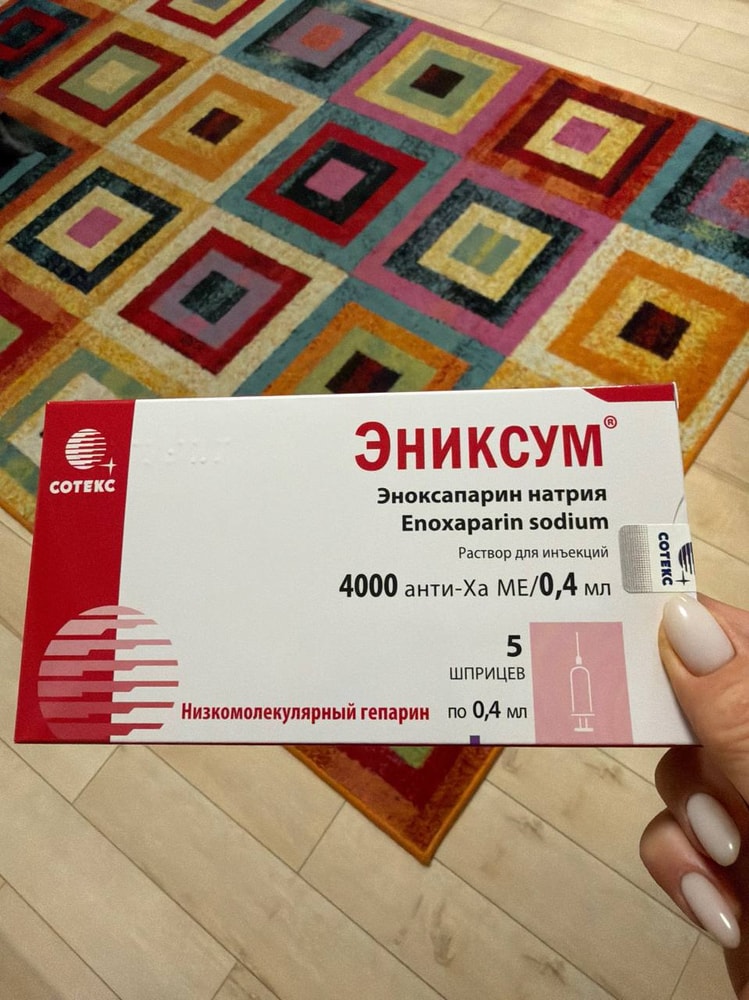 СОТЕКС
ЭНИКСУМ®
Эноксапарин натрия
Enoxaparin sodium
Раствор для инъекций
4000 анти-Ха МЕ/0,4 мл
СОТЕКС
5
ШПРИЦЕВ
по 0,4 мл
Низкомолекулярный гепарин